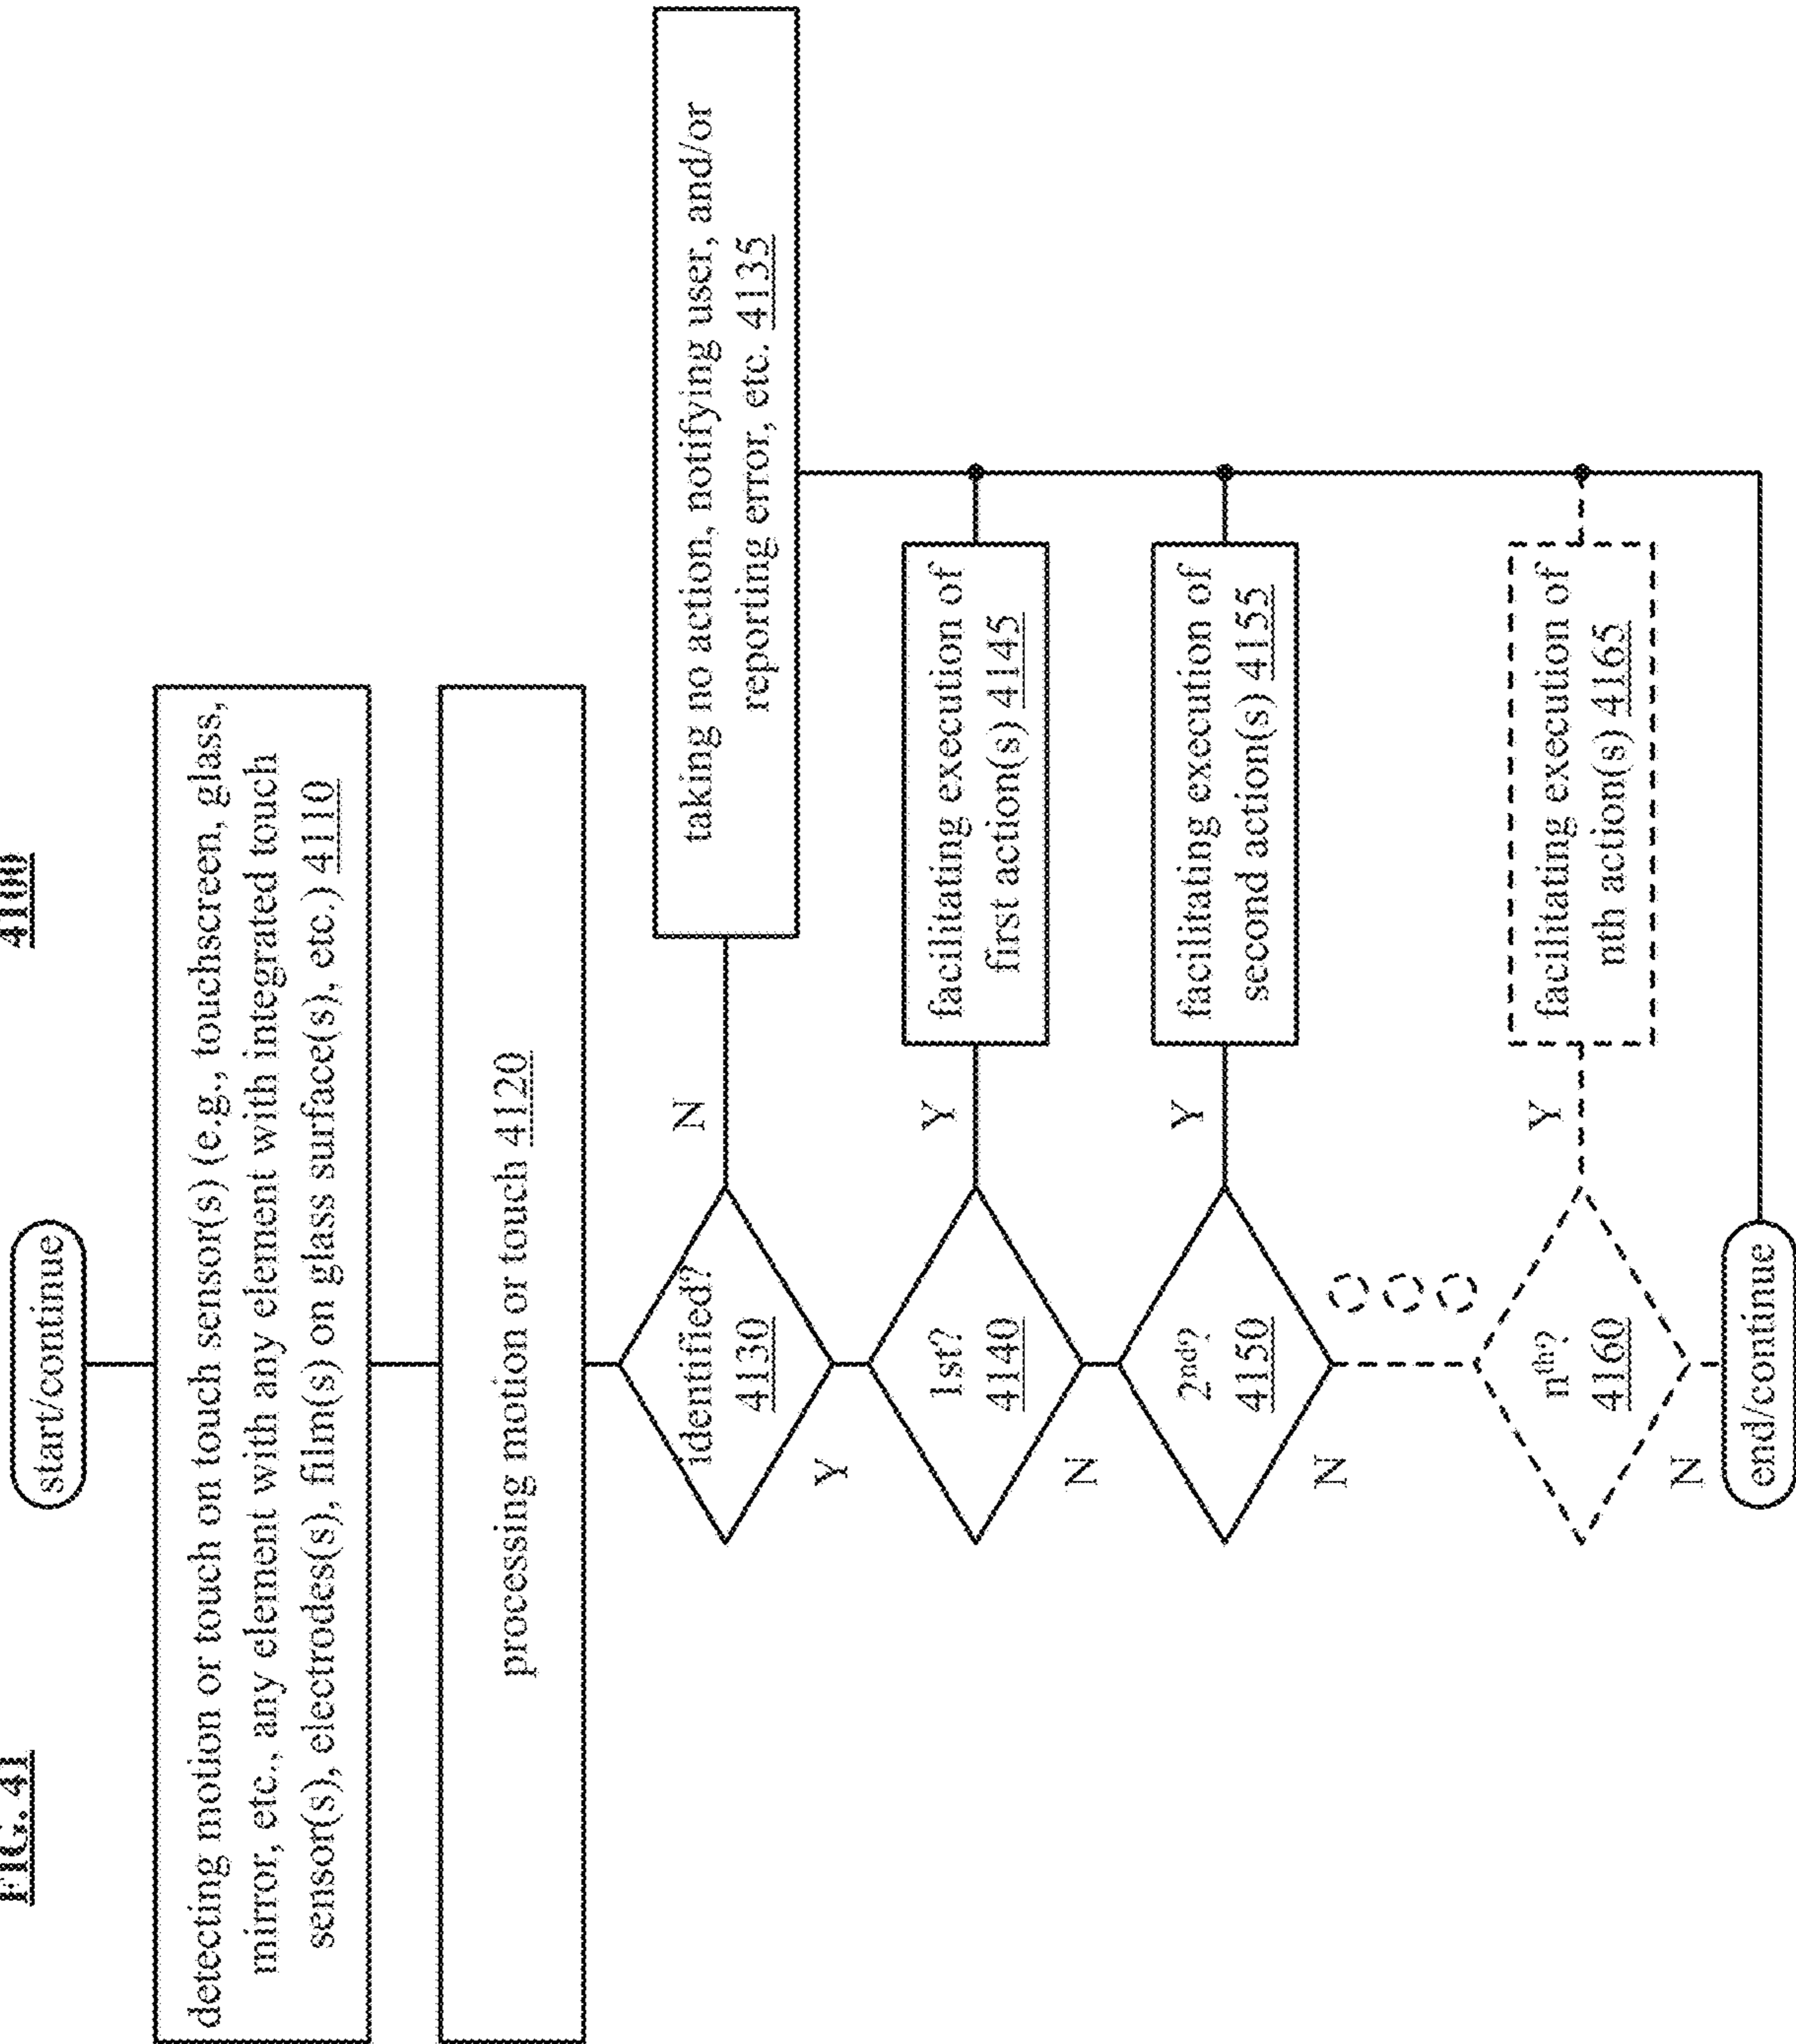 FIG. 41
4100
start/continue
detecting motion or touch on touch sensor(s) (e.g., touchscreen, glass,
mirror, etc., any element with any element with integrated touch
sensor(s), electrodes(s), film(s) on glass surface(s), etc.) 4110
processing motion or touch 4120
identified?
4130
N
Y
taking no action, notifying user, and/or
reporting error, etc. 4135
1st?
4140
Y
N
facilitating execution of
first action(s) 4145
2nd?
4150
Y
N
facilitating execution of
second action(s) 4155
nth?
4160
Y
N
facilitating execution of
nth action(s) 4165
end/continue